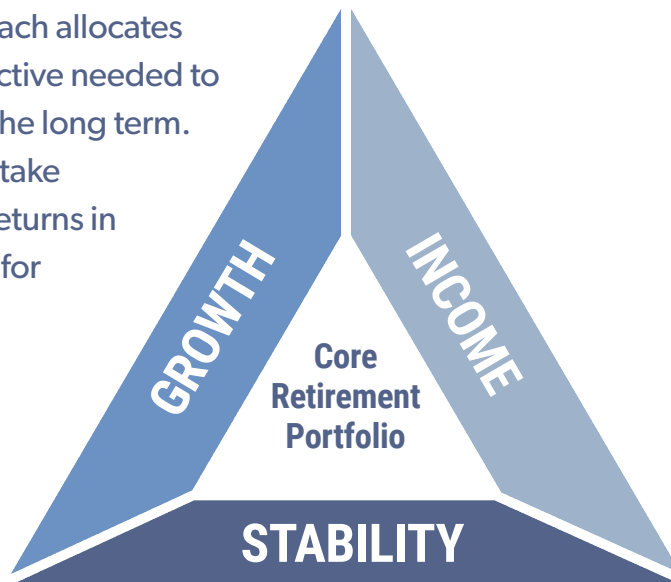 ach allocates
ctive needed to
he long term.
take
eturns in
for
GROWTH
INCOME
Core
Retirement
Portfolio
STABILITY